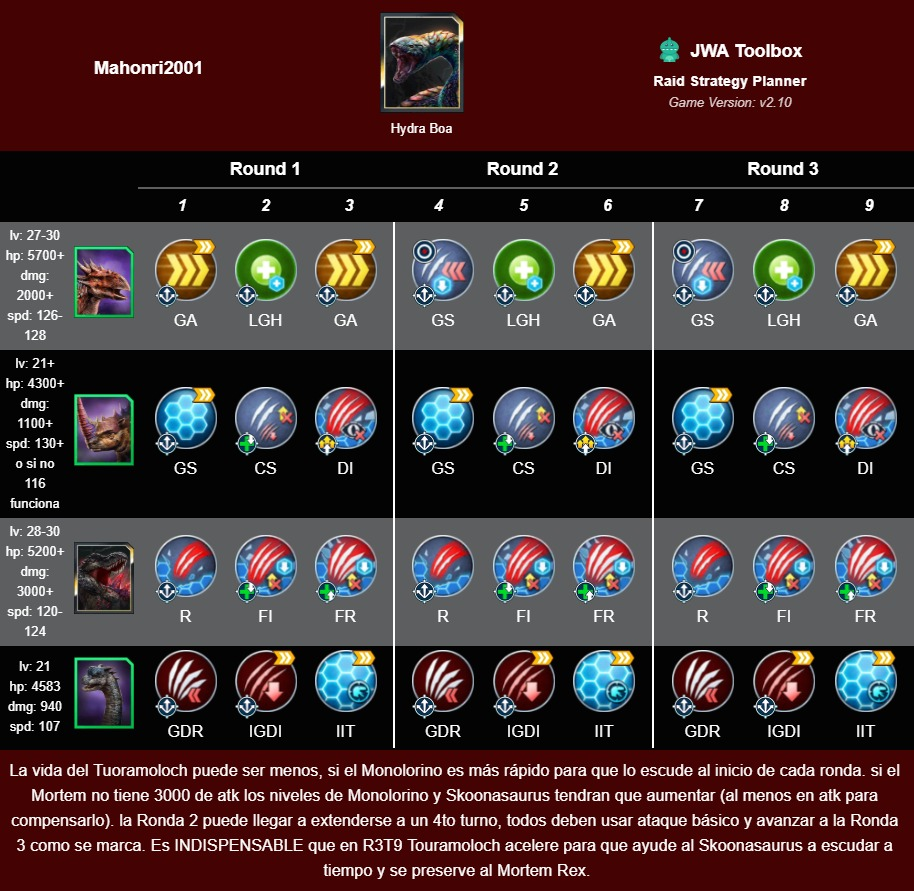 Mahonri2001
Hydra Boa
JWA Toolbox
Raid Strategy Planner
Game Version: v2.10
Round 1 Round 2 Round 3
1 2 3 4 5 6 7 8 9
lv: 27-30
hp: 5700+
dmg:
2000+
spd: 126-
128
GA LGH GA GS LGH GA GS LGH GA
lv: 21+
hp: 4300+
dmg:
1100+
spd: 130+
o si no
116
funciona
GS CS DI GS CS DI GS CS DI
lv: 28-30
hp: 5200+
dmg:
3000+
spd: 120-
124
R FI FR R FI FR R FI FR
lv: 21
hp: 4583
dmg: 940
spd: 107
GDR IGDI IIT GDR IGDI IIT GDR IGDI IIT
La vida del Tuoramoloch puede ser menos, si el Monolorino es más rápido para que lo escude al inicio de cada ronda. si el
Mortem no tiene 3000 de atk los niveles de Monolorino y Skoonasaurus tendran que aumentar (al menos en atk para
compensarlo). la Ronda 2 puede llegar a extenderse a un 4to turno, todos deben usar ataque básico y avanzar a la Ronda
3 como se marca. Es INDISPENSABLE que en R3T9 Touramoloch acelere para que ayude al Skoonasaurus a escudar a
tiempo y se preserve al Mortem Rex.